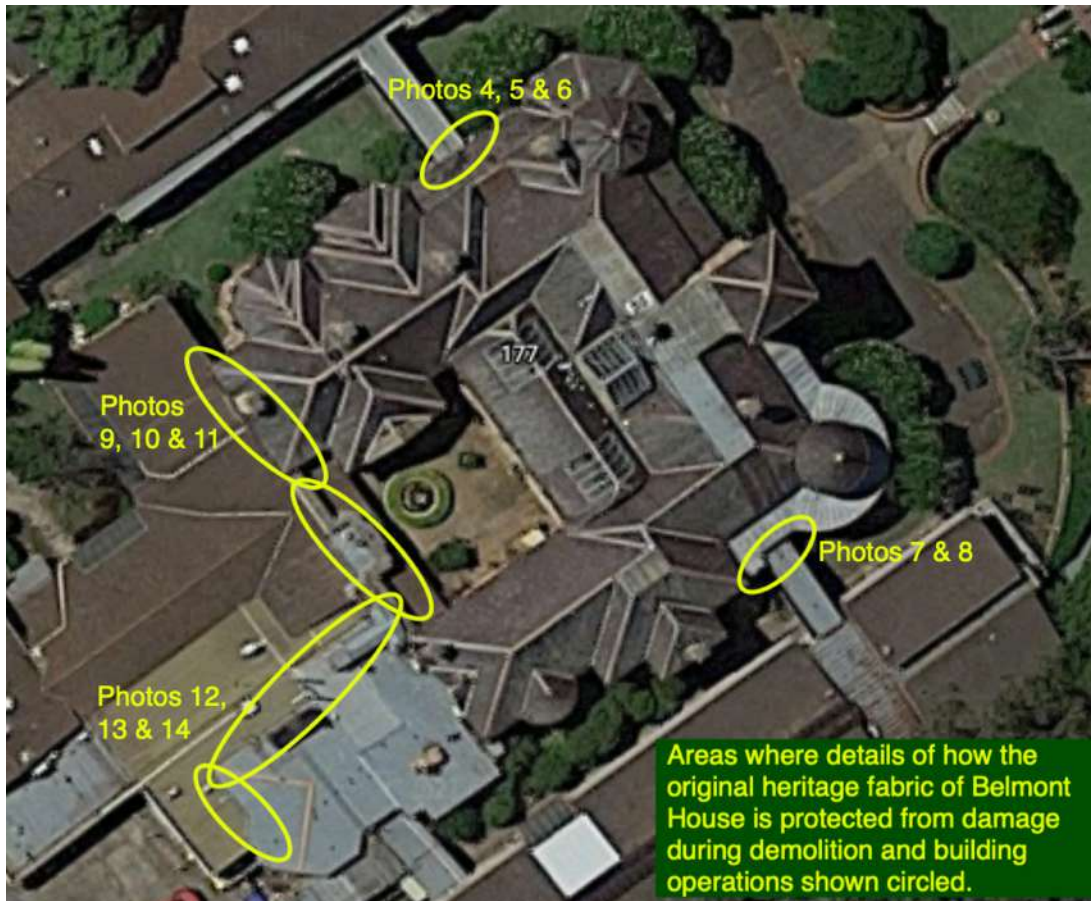 Photos 4, 5 & 6
177
Photos
9, 10 & 11
Photos 7 & 8
Photos 12,
13 & 14
Areas where details of how the
original heritage fabric of Belmont
House is protected from damage
during demolition and building
operations shown circled.